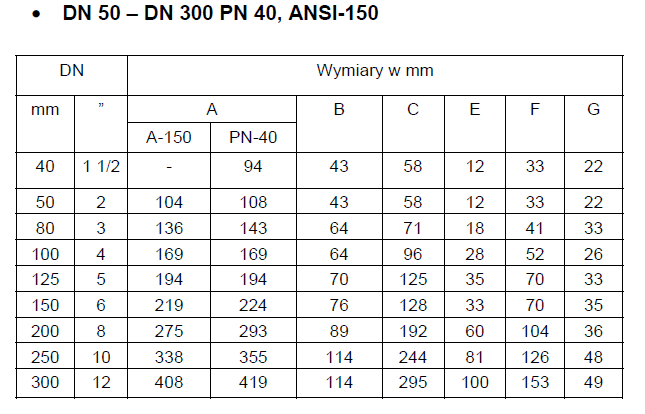 • DN 50 – DN 300 PN 40, ANSI-150
DN Wymiary w mm
mm ” A B C E F G
A-150 PN-40
40 1 1/2 - 94 43 58 12 33 22
50 2 104 108 43 58 12 33 22
80 3 136 143 64 71 18 41 33
100 4 169 169 64 96 28 52 26
125 5 194 194 70 125 35 70 33
150 6 219 224 76 128 33 70 35
200 8 275 293 89 192 60 104 36
250 10 338 355 114 244 81 126 48
300 12 408 419 114 295 100 153 49